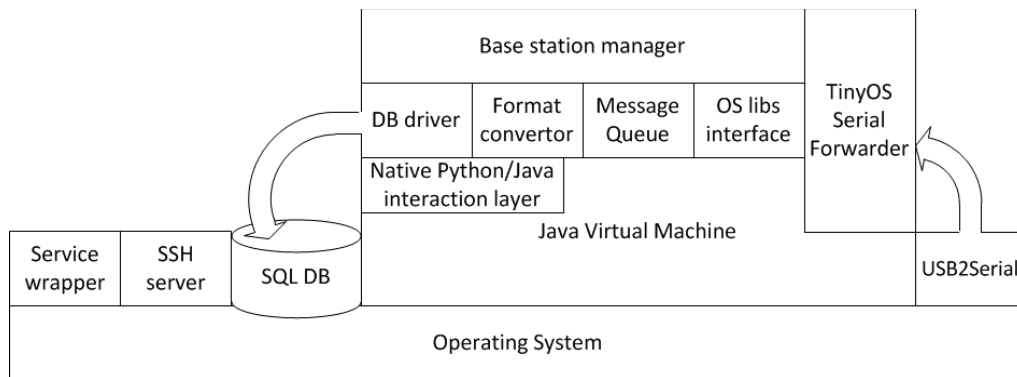 Base station manager
DB driver
Format
convertor
Message
Queue
OS libs
interface
TinyOS
Serial
Forwarder
Native Python/Java
interaction layer
Java Virtual Machine
Service
wrapper
SSH
server
SQL DB
USB2Serial
Operating System